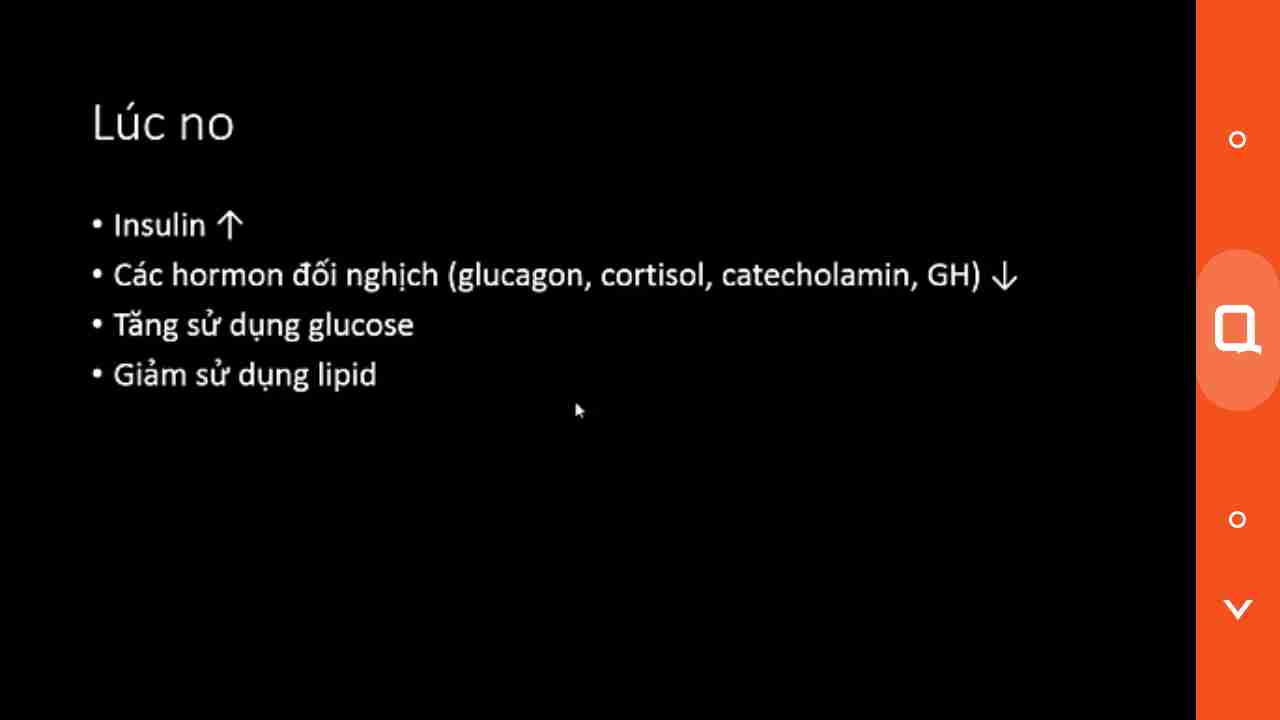 Lúc no
• Insulin ↑
• Các hormon đối nghịch (glucagon, cortisol, catecholamin, GH) ↓
• Tăng sử dụng glucose
• Giảm sử dụng lipid